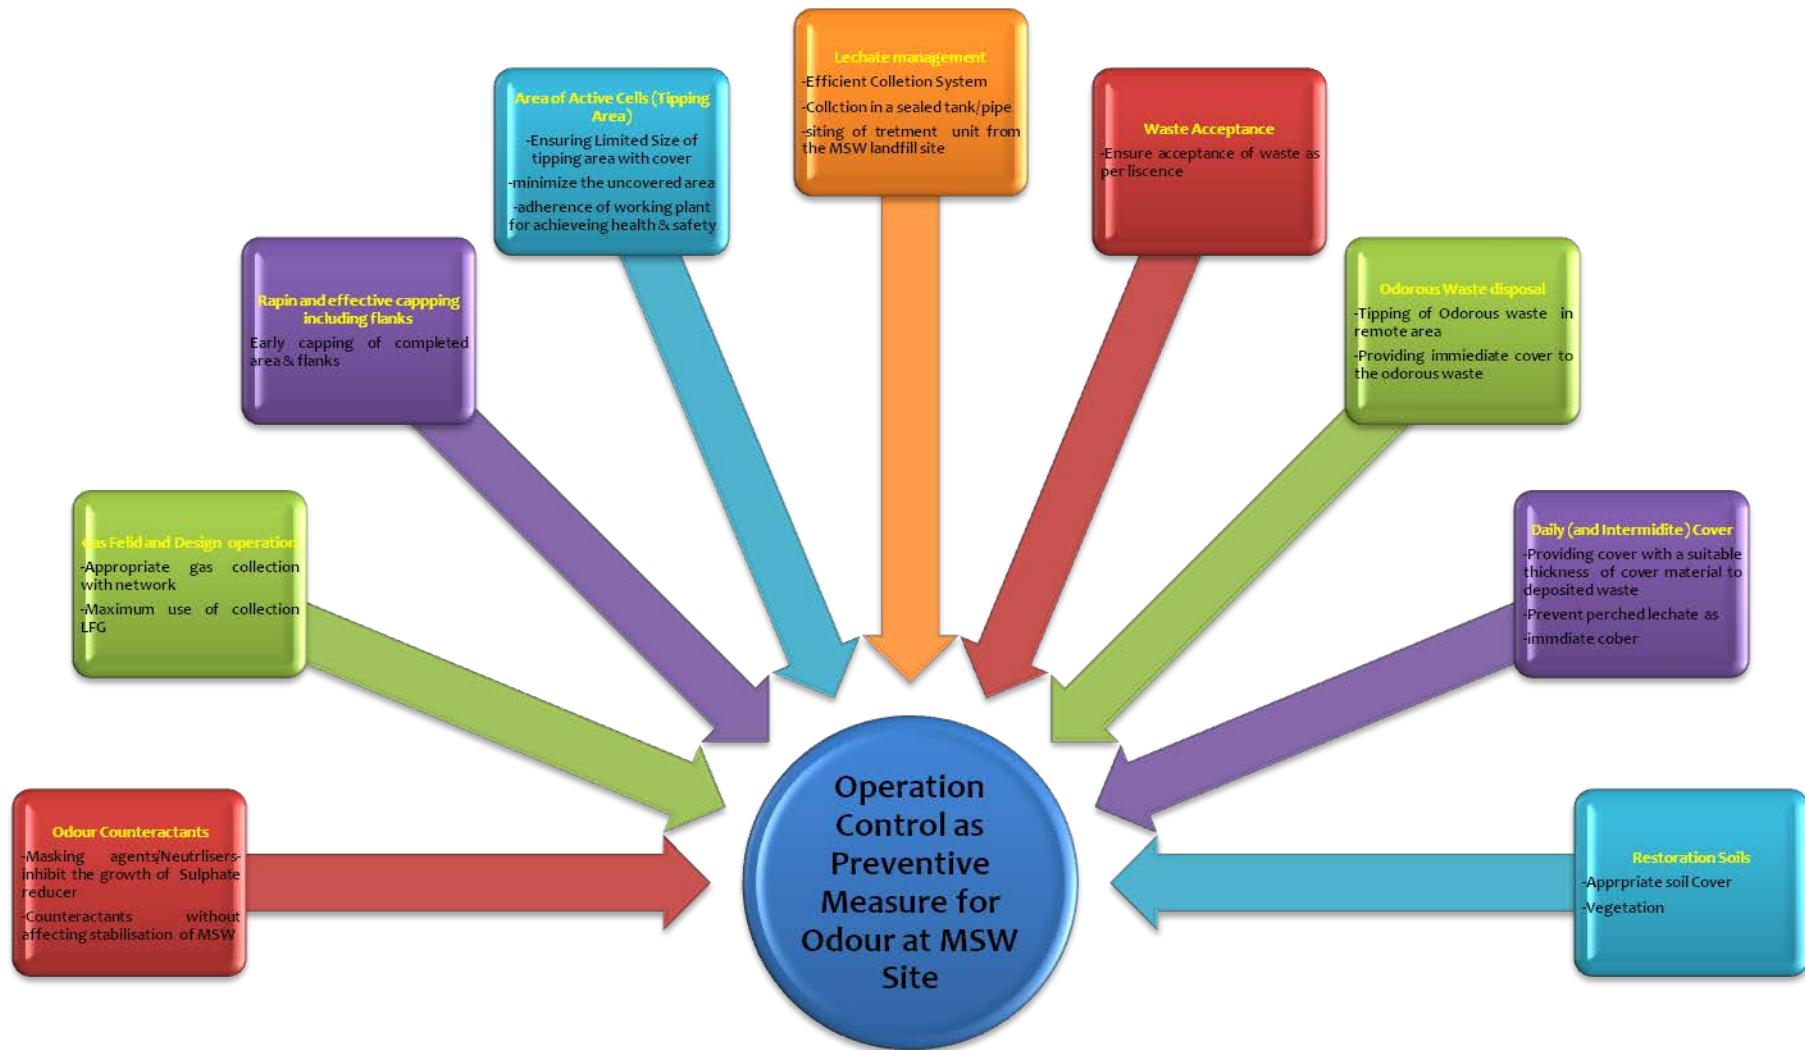 Lechate management
-Efficient Colletion System
-Collction in a sealed tank/pipe
-siting of tretment unit from
the MSW landfill site
Area of Active Cells (Tipping
Area)
-Ensuring Limited Size of
tipping area with cover
-minimize the uncovered area
-adherence of working plant
for achieveing health & safety
Waste Acceptance
-Ensure acceptance of waste as
per liscence
Rapin and effective cappping
including flanks
Early capping of completed
area & flanks
Odorous Waste disposal
-Tipping of Odorous waste in
remote area
-Providing immiediate cover to
the odorous waste
Gas Felid and Design operation
-Appropriate gas collection
with network
-Maximum use of collection
LFG
Daily (and Intermidite) Cover
-Providing cover with a suitable
thickness of cover material to
deposited waste
-Prevent perched lechate as
-immdiate cober
Odour Counteractants
-Masking agents/Neutrlisers-
inhibit the growth of Sulphate
reducer
-Counteractants without
affecting stabilisation of MSW
Operation
Control as
Preventive
Measure for
Odour at MSW
Site
Restoration Soils
-Apprpriate soil Cover
-Vegetation